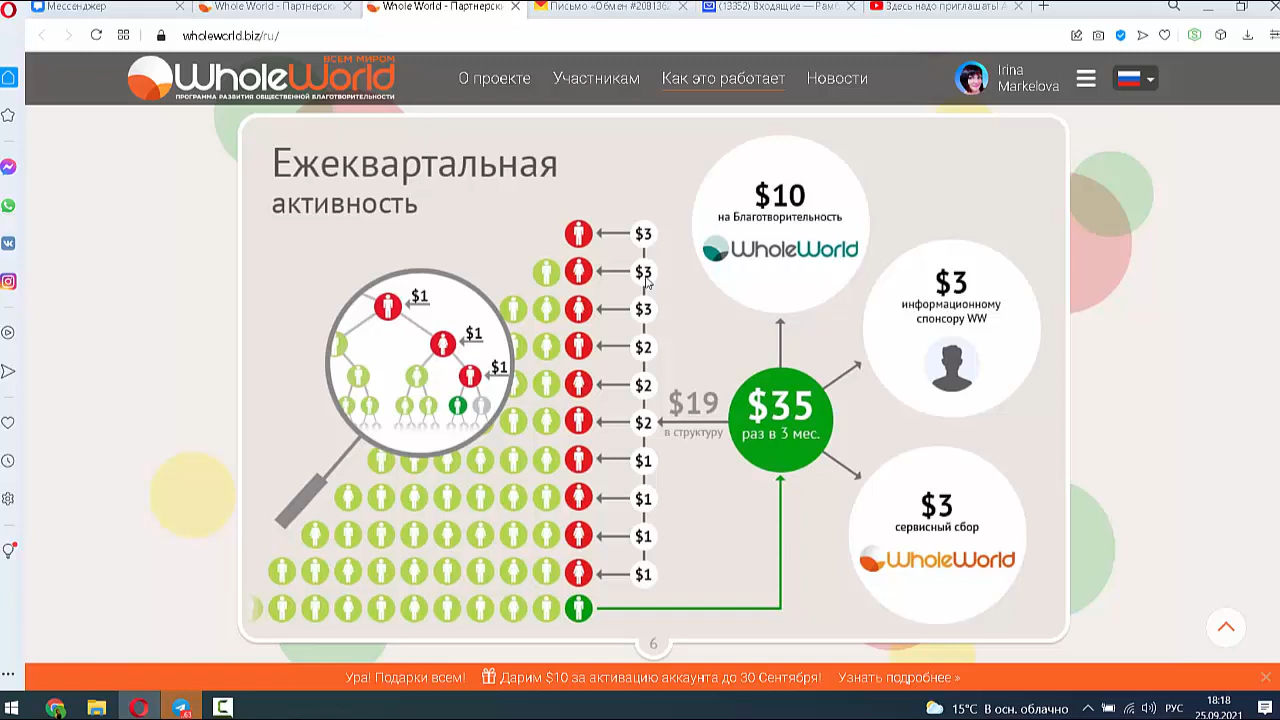 Мессенджер
Whole World - Партнерск
Whole World - Партнерск
Письмо «Обмен #208136
(13352) Входящие — Рам
Здесь надо приглашать! А
wholeworld.biz/ru/
ВСЕМ МИРОМ
WholeWorld
ПРОГРАММА РАЗВИТИЯ ОБЩЕСТВЕННОЙ БЛАГОТВОРИТЕЛЬНОСТИ
О проекте
Участникам
Как это работает
Новости
Irina
Markelova
Ежеквартальная
активность
$10
на Благотворительность
WholeWorld
$3
информационному
спонсору WW
$3
сервисный сбор
WholeWorld
$35
раз в 3 мес.
$19
в структуру
$3
$3
$3
$2
$2
$2
$1
$1
$1
$1
$1
$1
$1
6
Ура! Подарки всем!
Дарим $10 за активацию аккаунта до 30 Сентября!
Узнать подробнее »
63
15°C В осн. облачно
РУС
18:18
25.09.2021